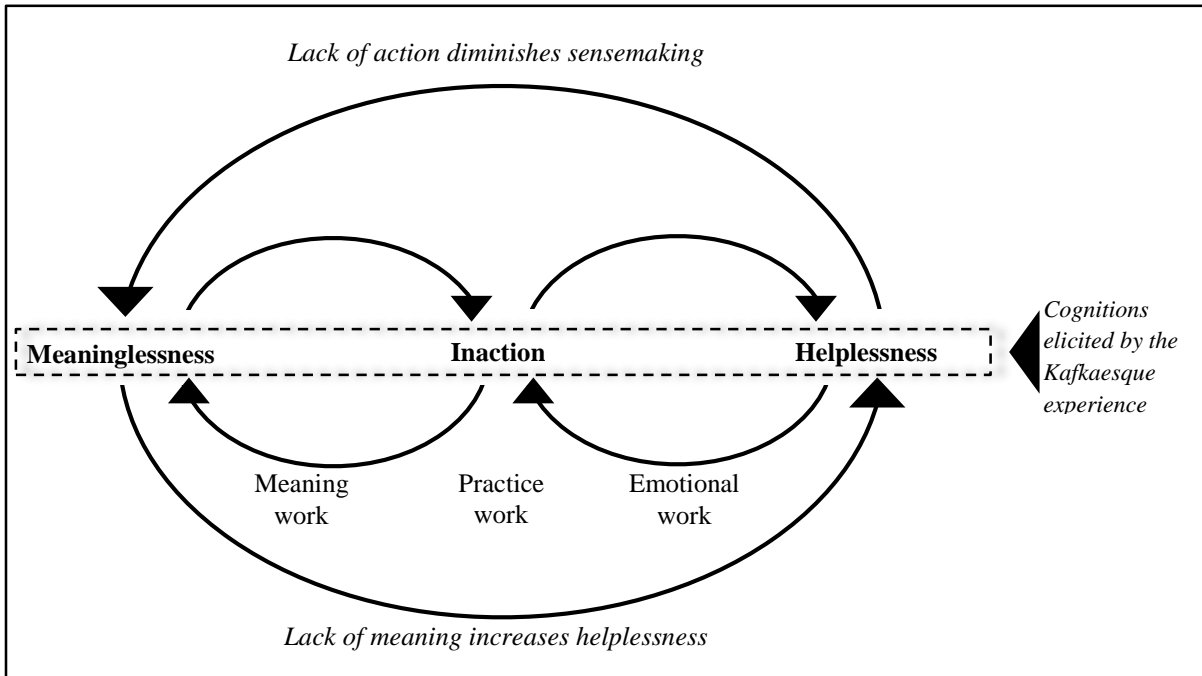 Lack of action diminishes sensemaking
Meaninglessness
Inaction
Helplessness
Cognitions
elicited by the
Kafkaesque
experience
Meaning
work
Practice
work
Emotional
work
Lack of meaning increases helplessness